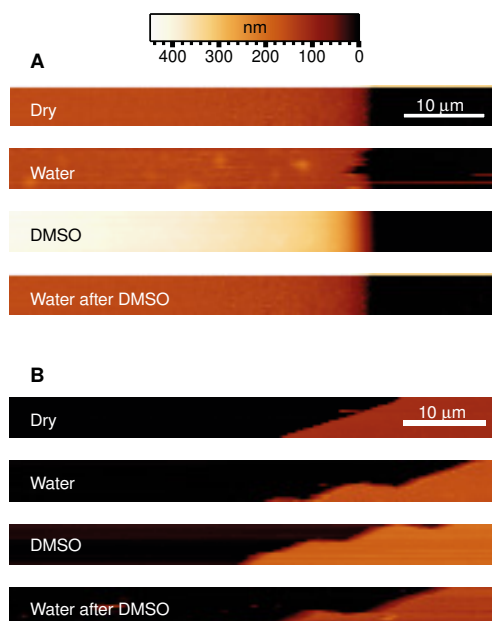 nm
400 300 200 100 0
A
Dry
10 µm
Water
DMSO
Water after DMSO
B
Dry
10 µm
Water
DMSO
Water after DMSO